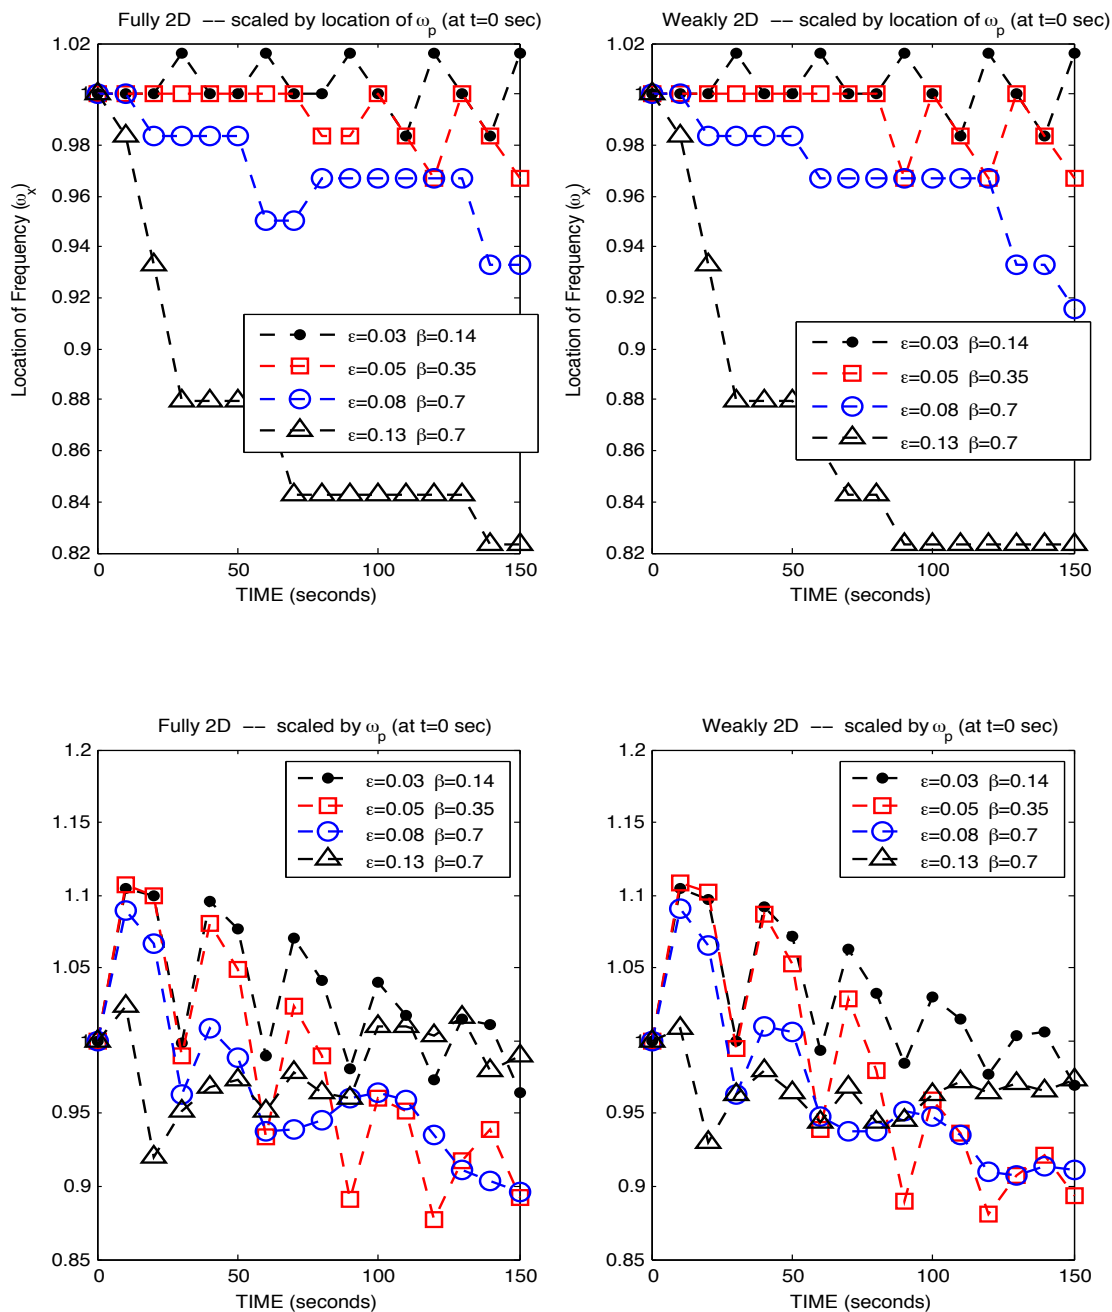 Fully 2D −− scaled by location of ωp (at t=0 sec)
1.02
1
0.98
0.96
0.94
0.92
0.9
0.88
0.86
0.84
0.82
Location of Frequency (ωx)
0
50
100
150
TIME (seconds)
ε=0.03 β=0.14
ε=0.05 β=0.35
ε=0.08 β=0.7
ε=0.13 β=0.7
Weakly 2D −− scaled by location of ωp (at t=0 sec)
1.02
1
0.98
0.96
0.94
0.92
0.9
0.88
0.86
0.84
0.82
Location of Frequency (ωx)
0
50
100
150
TIME (seconds)
ε=0.03 β=0.14
ε=0.05 β=0.35
ε=0.08 β=0.7
ε=0.13 β=0.7
Fully 2D −− scaled by ωp (at t=0 sec)
1.2
1.15
1.1
1.05
1
0.95
0.9
0.85
0
50
100
150
TIME (seconds)
ε=0.03 β=0.14
ε=0.05 β=0.35
ε=0.08 β=0.7
ε=0.13 β=0.7
Weakly 2D −− scaled by ωp (at t=0 sec)
1.2
1.15
1.1
1.05
1
0.95
0.9
0.85
0
50
100
150
TIME (seconds)
ε=0.03 β=0.14
ε=0.05 β=0.35
ε=0.08 β=0.7
ε=0.13 β=0.7